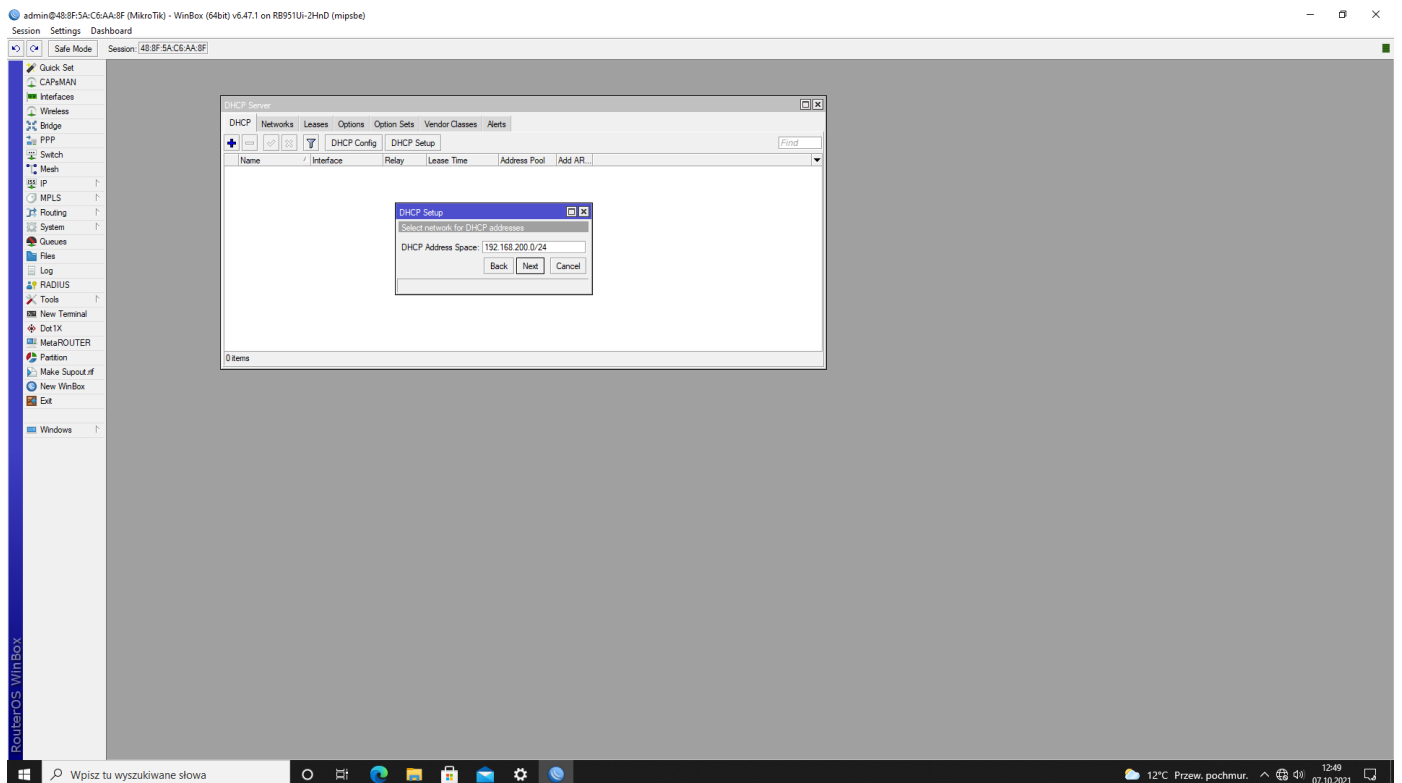 admin@48:8F:5A:C6:AA:8F (MikroTik) - WinBox (64bit) v6.47.1 on RB951Ui-2HnD (mipsbe)
Session Settings Dashboard
Safe Mode Session: 48:8F:5A:C6:AA:8F
Quick Set
CAPsMAN
Interfaces
Wireless
Bridge
PPP
Switch
Mesh
IP
MPLS
Routing
System
Queues
Files
Log
RADIUS
Tools
New Terminal
Dot1X
MetaROUTER
Partition
Make Supout.rif
New WinBox
Exit
Windows
RouterOS WinBox
DHCP Server
DHCP Networks Leases Options Option Sets Vendor Classes Alerts
DHCP Config DHCP Setup Find
Name / Interface Relay Lease Time Address Pool Add AR...
DHCP Setup
Select network for DHCP addresses
DHCP Address Space: 192.168.200.0/24
Back Next Cancel
0 items
Wpisz tu wyszukiwane słowa
12°C Przew. pochmur.
12:49
07.10.2021